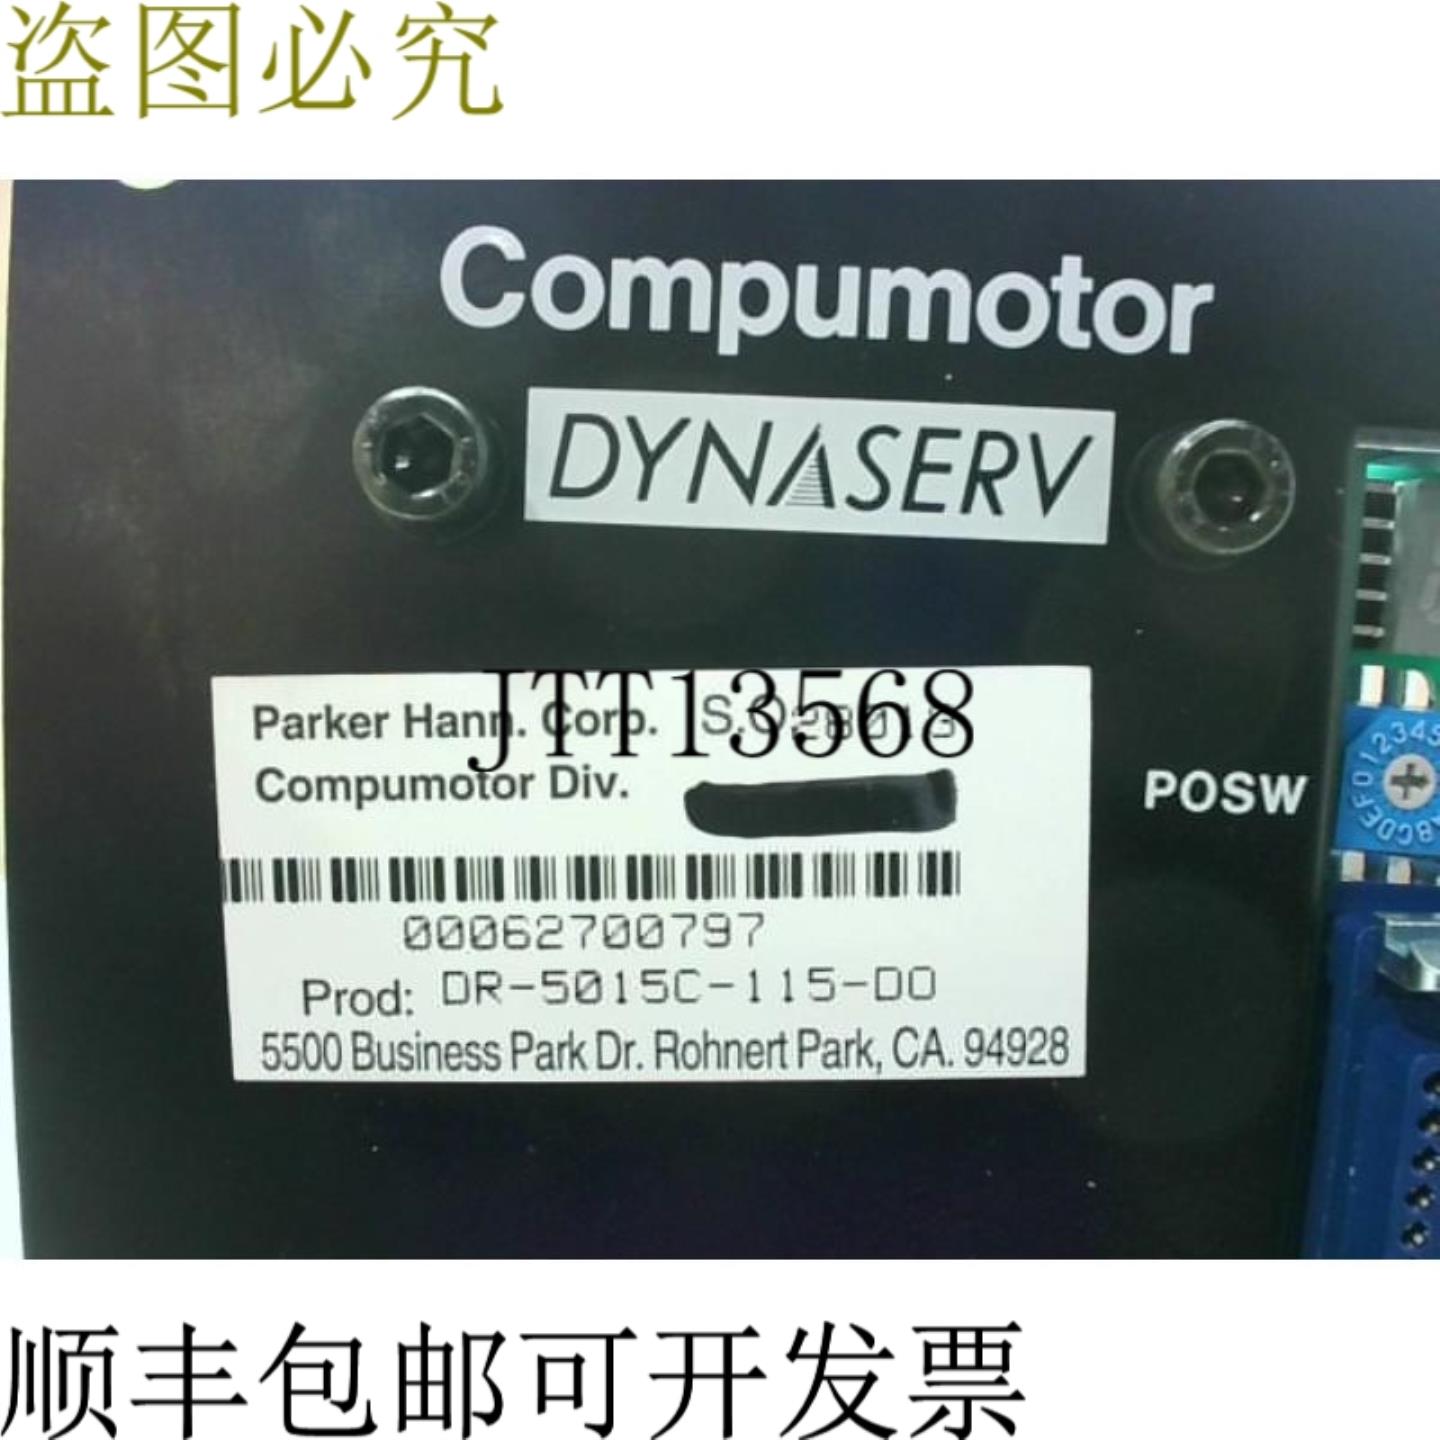 盗图必究
Compumotor
DYNASERV
JTT13568
Parker Hann. Corp. S.O.
Compumotor Div.
POSW
00062700797
Prod: DR-5015C-115-DO
5500 Business Park Dr. Rohnert Park, CA. 94928
顺丰包邮可开发票